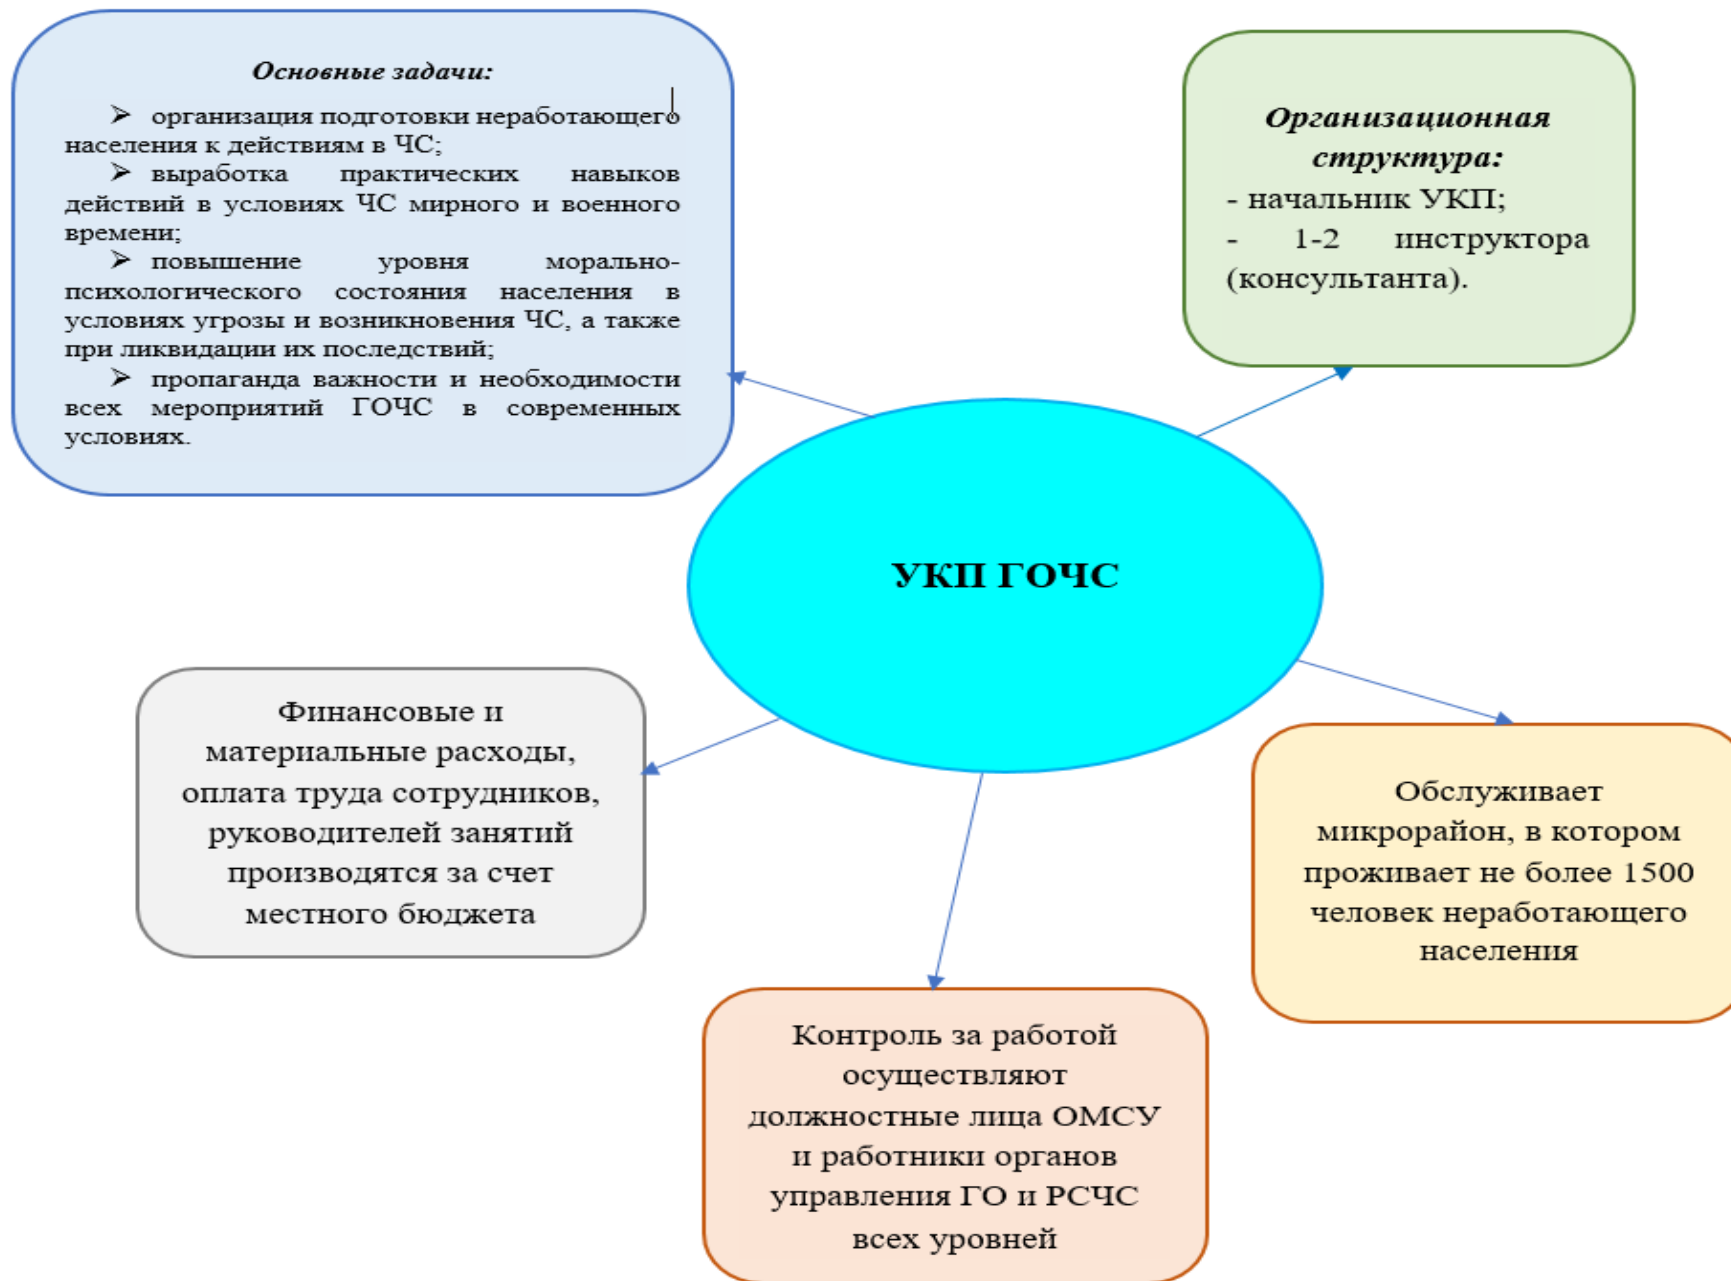 Основные задачи:
➢ организация подготовки неработающего
населения к действиям в ЧС;
➢ выработка практических навыков
действий в условиях ЧС мирного и военного
времени;
➢ повышение уровня морально-
психологического состояния населения в
условиях угрозы и возникновения ЧС, а также
при ликвидации их последствий;
➢ пропаганда важности и необходимости
всех мероприятий ГОЧС в современных
условиях.
Организационная
структура:
- начальник УКП;
- 1-2 инструктора
(консультанта).
УКП ГОЧС
Финансовые и
материальные расходы,
оплата труда сотрудников,
руководителей занятий
производятся за счет
местного бюджета
Обслуживает
микрорайон, в котором
проживает не более 1500
человек неработающего
населения
Контроль за работой
осуществляют
должностные лица ОМСУ
и работники органов
управления ГО и РСЧС
всех уровней